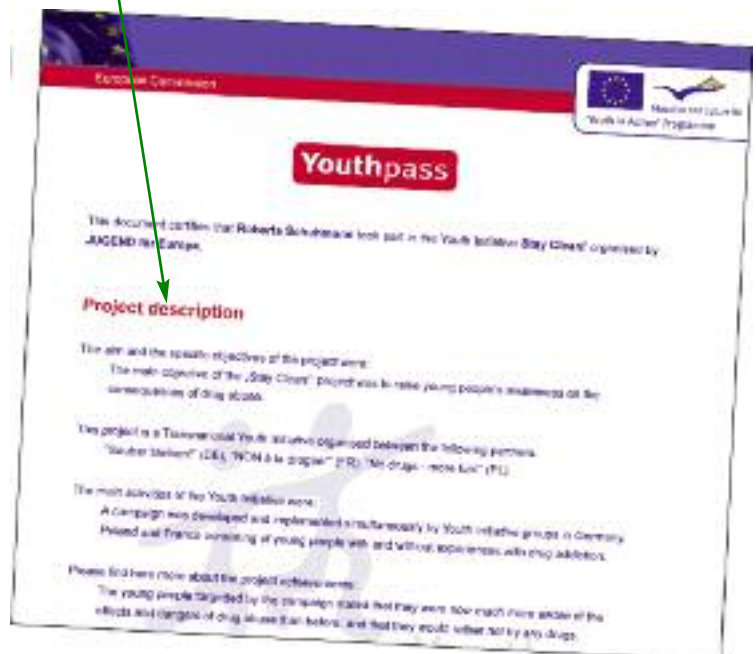 European Commission
'Youth in Action' Programme
Youthpass
This document certifies that Roberta Schuhmann took part in the Youth Initiative "Stay Clean!" organised by
JUGEND for Europe.
Project description
The aim and the specific objectives of the project were:
The main objective of the „Stay Clean!" project was to raise young people's awareness on the
consequences of drug abuse.
This project is a Transnational Youth Initiative organised between the following partners:
(DE), "NON à la drogue!" (FR), "No drugs - more fun!" (PL)
The main activities of the Youth Initiative were:
A campaign was developed and implemented simultaneously by Youth Initiative groups in Germany,
Poland and France consisting of young people with and without experiences with drug addiction.
Please find here more about the project achievements:
The young people targeted by the campaign stated that they were now much more aware of the
effects and dangers of drug abuse than before, and that they would rather not try any drugs.